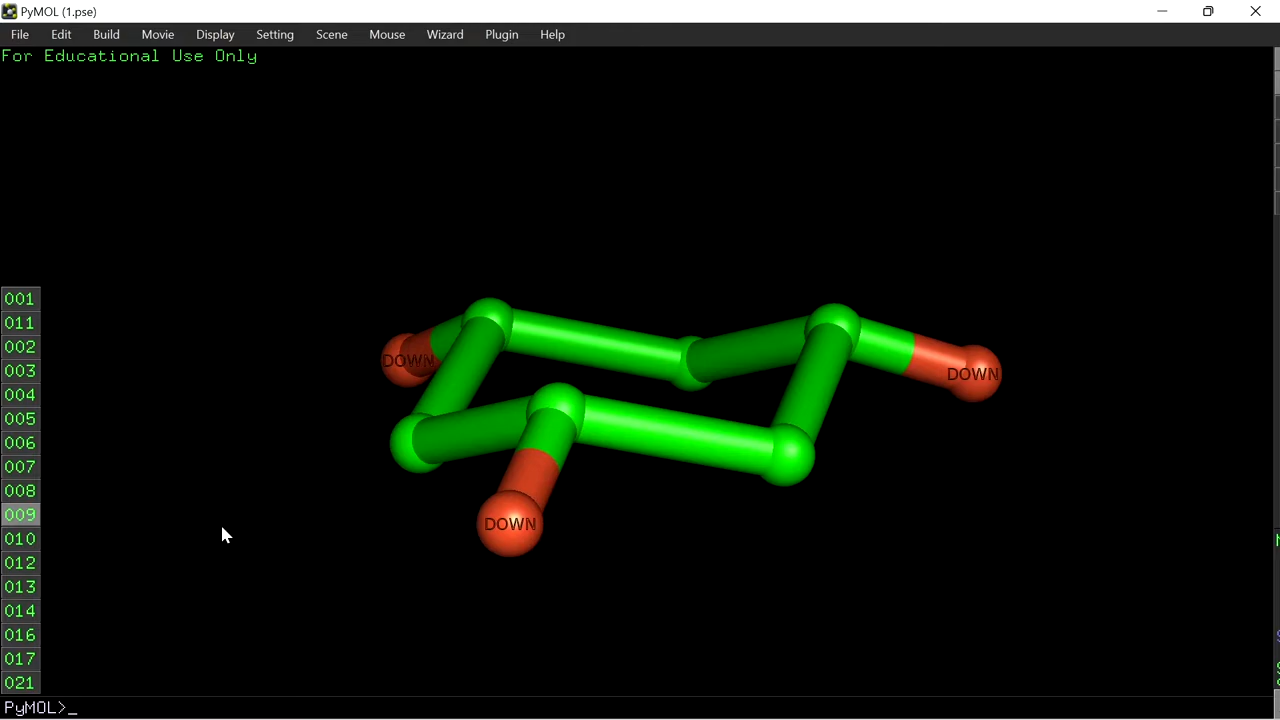 PyMOL (1.pse)
File Edit Build Movie Display Setting Scene Mouse Wizard Plugin Help
For Educational Use Only
001
011
002
DOWN
003
DOWN
004
005
006
007
008
009
DOWN
010
012
013
014
016
017
021
PyMOL>_